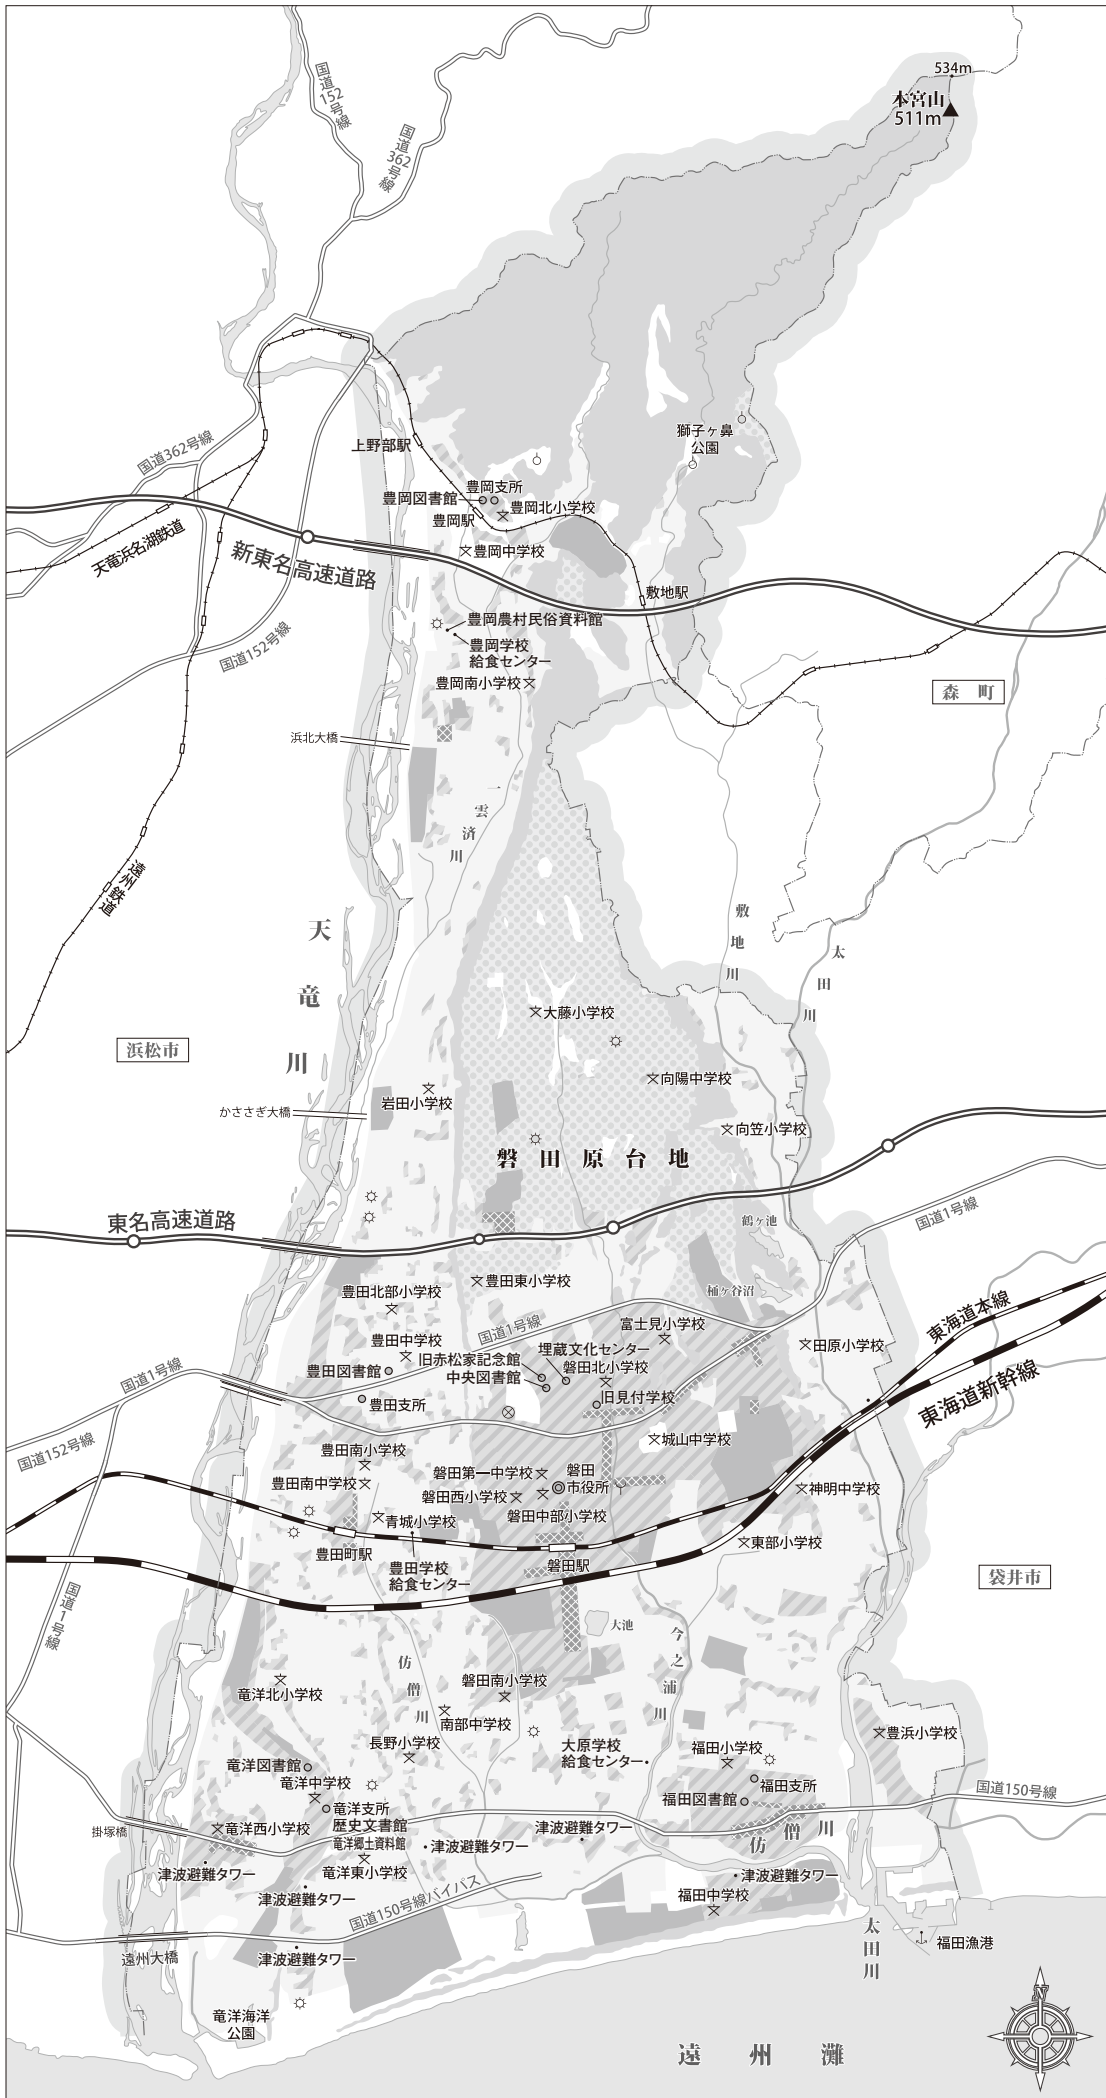 534m
本宮山
511m
国道152号線
国道362号線
獅子ヶ鼻
公園
上野部駅
国道362号線
豊岡支所
豊岡図書館
豊岡北小学校
豊岡駅
天竜浜名湖鉄道
新東名高速道路
豊岡中学校
敷地駅
豊岡農村民俗資料館
豊岡学校
給食センター
国道152号線
豊岡南小学校
森 町
浜北大橋
一雲済川
遠州鉄道
天竜川
敷地川
太田川
大藤小学校
浜松市
向陽中学校
岩田小学校
かささぎ大橋
向笠小学校
磐田原台地
東名高速道路
鶴ヶ池
国道1号線
豊田東小学校
桶ヶ谷沼
豊田北部小学校
国道1号線
富士見小学校
東海道本線
豊田中学校
埋蔵文化センター
田原小学校
旧赤松家記念館
磐田北小学校
豊田図書館
中央図書館
国道1号線
旧見付学校
東海道新幹線
豊田支所
城山中学校
国道152号線
豊田南小学校
磐田第一中学校
磐田
市役所
豊田南中学校
磐田西小学校
神明中学校
磐田中部小学校
青城小学校
東部小学校
豊田町駅
磐田駅
豊田学校
給食センター
袋井市
国道1号線
大池
今之浦川
仿僧川
磐田南小学校
竜洋北小学校
南部中学校
豊浜小学校
長野小学校
大原学校
給食センター
福田小学校
竜洋図書館
竜洋中学校
福田支所
国道150号線
福田図書館
竜洋支所
歴史文書館
竜洋郷土資料館
掛塚橋
竜洋西小学校
津波避難タワー
仿僧川
津波避難タワー
津波避難タワー
竜洋東小学校
津波避難タワー
津波避難タワー
福田中学校
国道150号線バイパス
太田川
福田漁港
遠州大橋
津波避難タワー
竜洋海洋
公園
N
遠州灘